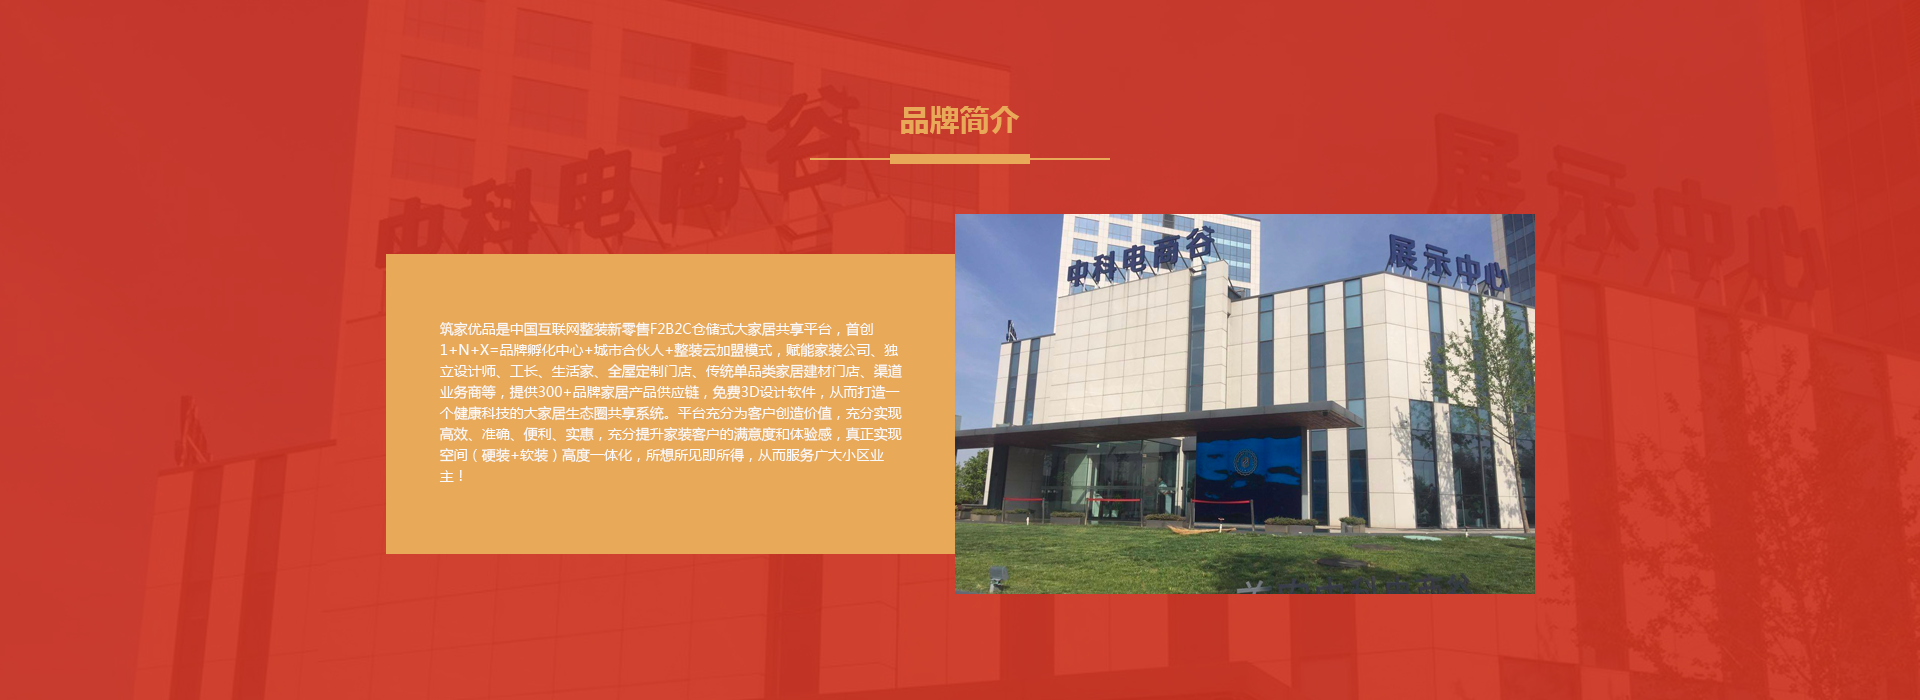 品牌简介
中科电商谷
展示中心
中科电商谷
展示中心
筑家优品是中国互联网整装新零售F2B2C仓储式大家居共享平台，首创
1+N+X=品牌孵化中心+城市合伙人+整装云加盟模式，赋能家装公司、独
立设计师、工长、生活家、全屋定制门店、传统单品类家居建材门店、渠道
业务商等，提供300+品牌家居产品供应链，免费3D设计软件，从而打造一
个健康科技的大家居生态圈共享系统。平台充分为客户创造价值，充分实现
高效、准确、便利、实惠，充分提升家装客户的满意度和体验感，真正实现
空间（硬装+软装）高度一体化，所想所见即所得，从而服务广大小区业
主！